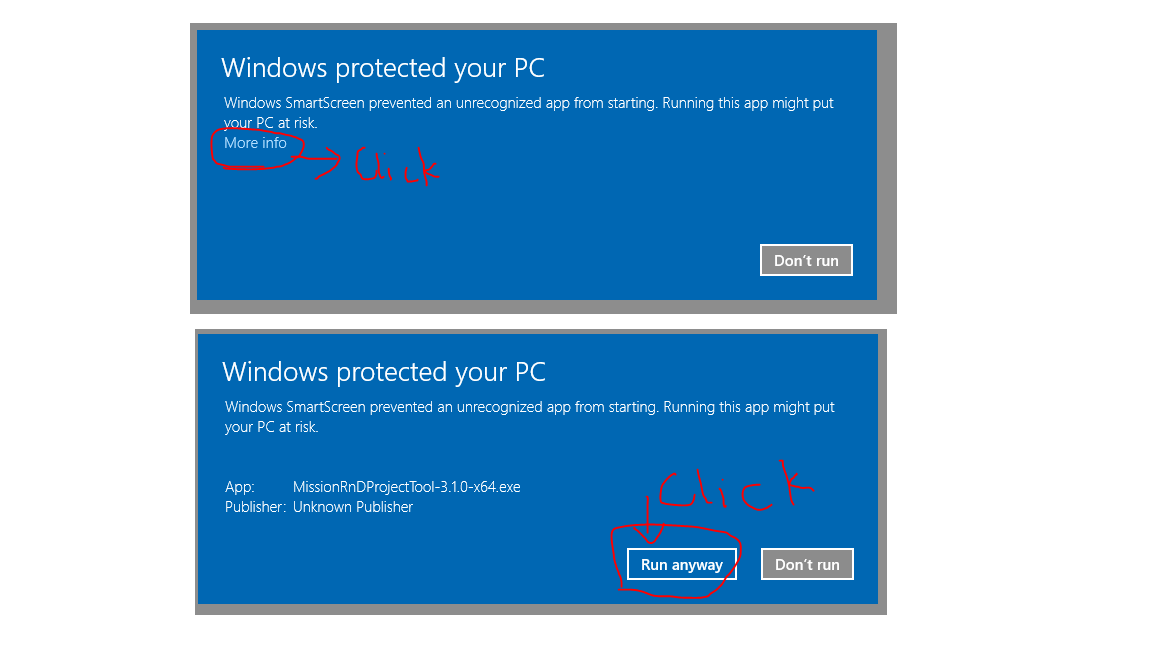 Windows protected your PC
Windows SmartScreen prevented an unrecognized app from starting. Running this app might put
your PC at risk.
More info
Click
Don't run
Windows protected your PC
Windows SmartScreen prevented an unrecognized app from starting. Running this app might put
your PC at risk.
Click
App: MissionRnDProjectTool-3.1.0-x64.exe
Publisher: Unknown Publisher
Run anyway Don't run